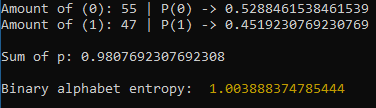 Amount of (0): 55 | P(0) -> 0.5288461538461539
Amount of (1): 47 | P(1) -> 0.4519230769230769
Sum of p: 0.9807692307692308
Binary alphabet entropy: 1.003888374785444